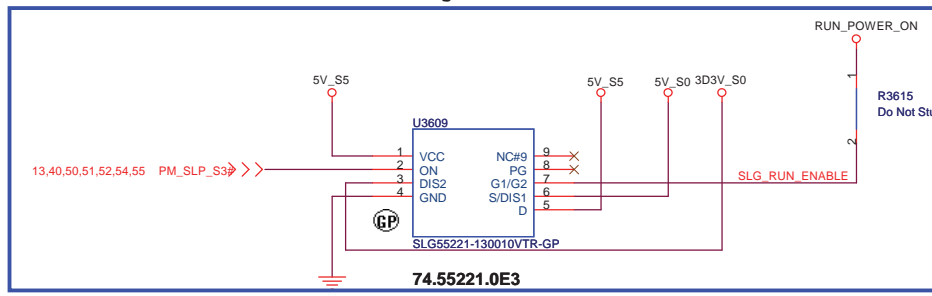 RUN_POWER_ON
5V_S5
5V_S5
5V_S0
3D3V_S0
1
R3615
Do Not Stu
2
U3609
1 VCC NC#9 9
13,40,50,51,52,54,55 PM_SLP_S3# 2 ON PG 8
3 DIS2 G1/G2 7 SLG_RUN_ENABLE
4 GND S/DIS1 6
D 5
GP
SLG55221-130010VTR-GP
74.55221.0E3